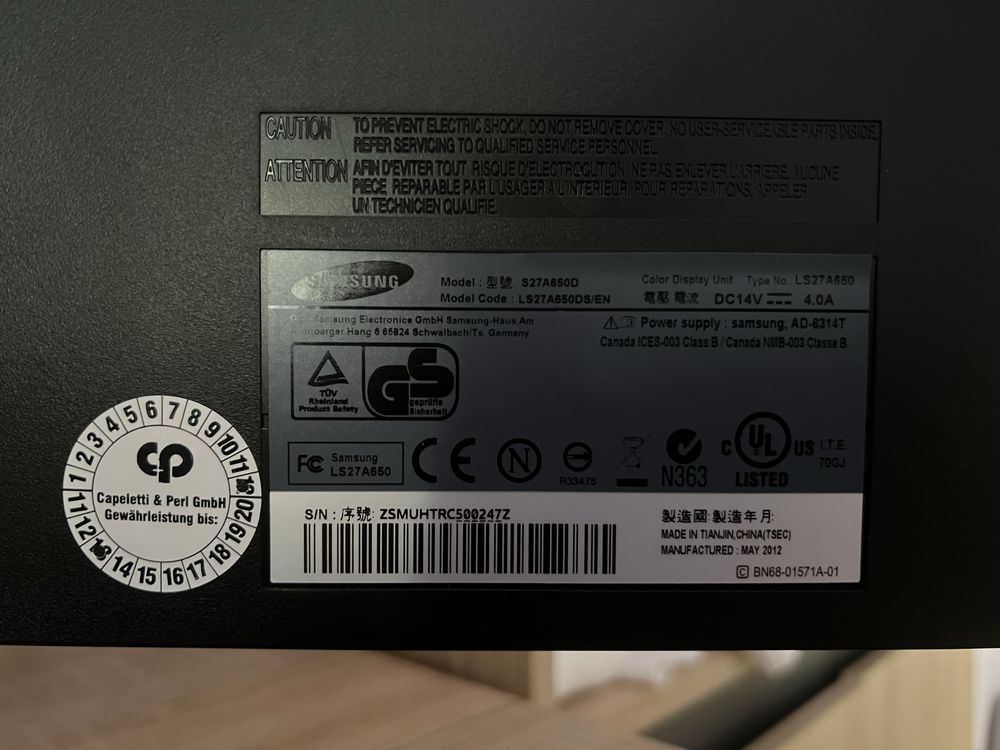 CAUTION TO PREVENT ELECTRIC SHOCK, DO NOT REMOVE COVER. NO USER-SERVICEABLE PARTS INSIDE.
REFER SERVICING TO QUALIFIED SERVICE PERSONNEL.
ATTENTION AFIN D'EVITER TOUT RISQUE D'ELECTROCUTION, NE PAS ENLEVER L'ARRIERE. AUCUNE
PIECE REPARABLE PAR L'USAGER A L'INTERIEUR. POUR REPARATIONS, APPELER
UN TECHNICIEN QUALIFIE.
SAMSUNG
Model : 型號: S27A650D
Model Code : LS27A650DS/EN
Color Display Unit Type No. LS27A650
電壓 電流 DC14V 4.0A
Samsung Electronics GmbH Samsung-Haus Am
Hang 6 65824 Schwalbach/Ts. Germany
Power supply : samsung, AD-6314T
Canada ICES-003 Class B / Canada NMB-003 Classe B
TÜV
Rheinland
Product Safety
GS
geprüfte
Sicherheit
FC Samsung
LS27A650
CE
N
R33475
N363
C UL US
LISTED
I.T.E.
70GJ
S/N : 序號: ZSMUHTRC500247Z
製造國: 製造年月:
MADE IN TIANJIN,CHINA(TSEC)
MANUFACTURED : MAY 2012
C BN68-01571A-01
1 2 3 4 5 6 7 8 9 10 11
cp
Capeletti & Perl GmbH
Gewährleistung bis:
11 12 14 15 16 17 18 19 20